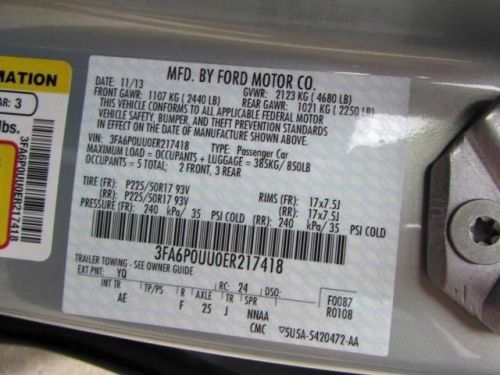 MATION
AR: 3
lbs.
3FA6P0UU0ER217418
MFD. BY FORD MOTOR CO.
DATE: 11/13 GVWR: 2123 KG ( 4680 LB)
FRONT GAWR: 1107 KG ( 2440 LB) REAR GAWR: 1021 KG ( 2250 LB)
THIS VEHICLE CONFORMS TO ALL APPLICABLE FEDERAL MOTOR
VEHICLE SAFETY, BUMPER, AND THEFT PREVENTION STANDARDS
IN EFFECT ON THE DATE OF MANUFACTURE SHOWN ABOVE.
VIN: 3FA6P0UU0ER217418 TYPE: Passenger Car
MAXIMUM LOAD = OCCUPANTS + LUGGAGE = 385KG/ 850LB
OCCUPANTS = 5 TOTAL: 2 FRONT, 3 REAR
TIRE (FR): P225/50R17 93V RIMS (FR): 17x7.5J
(RR): P225/50R17 93V (RR): 17x7.5J
PRESSURE (FR): 240 kPa/ 35 PSI COLD (RR): 240 kPa/ 35 PSI COLD
3FA6P0UU0ER217418
TRAILER TOWING - SEE OWNER GUIDE
EXT PNT: YQ RC: 24 DSO: F0087
INT TR TP/PS R AXLE TR SPR R0108
AE F 25 J NNAA
CMC 5U5A-5420472-AA